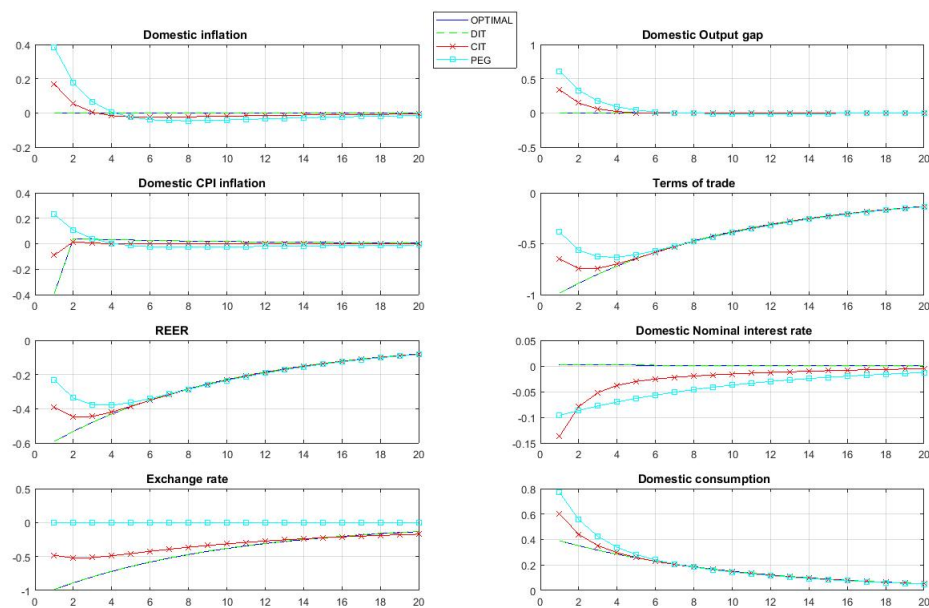 OPTIMAL
DIT
CIT
PEG
Domestic inflation
0.4
0.2
0
-0.2
0 2 4 6 8 10 12 14 16 18 20
Domestic Output gap
1
0.5
0
-0.5
0 2 4 6 8 10 12 14 16 18 20
Domestic CPI inflation
0.4
0.2
0
-0.2
-0.4
0 2 4 6 8 10 12 14 16 18 20
Terms of trade
0
-0.5
-1
0 2 4 6 8 10 12 14 16 18 20
REER
0
-0.2
-0.4
-0.6
0 2 4 6 8 10 12 14 16 18 20
Domestic Nominal interest rate
0.05
0
-0.05
-0.1
-0.15
0 2 4 6 8 10 12 14 16 18 20
Exchange rate
0.5
0
-0.5
-1
0 2 4 6 8 10 12 14 16 18 20
Domestic consumption
0.8
0.6
0.4
0.2
0
0 2 4 6 8 10 12 14 16 18 20